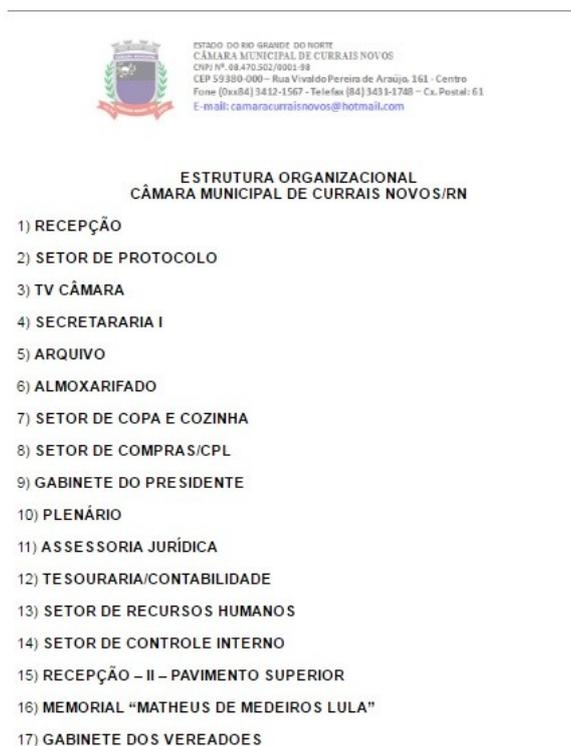 ESTADO DO RIO GRANDE DO NORTE
CÂMARA MUNICIPAL DE CURRAIS NOVOS
CNPJ Nº. 08.470.502/0001-98
CEP 59380-000 – Rua Vivaldo Pereira de Araújo, 161 - Centro
Fone (0xx84) 3412-1567 - Telefax (84) 3431-1748 – Cx. Postal: 61
E-mail: camaracurraisnovos@hotmail.com
ESTRUTURA ORGANIZACIONAL
CÂMARA MUNICIPAL DE CURRAIS NOVOS/RN
1) RECEPÇÃO
2) SETOR DE PROTOCOLO
3) TV CÂMARA
4) SECRETARARIA I
5) ARQUIVO
6) ALMOXARIFADO
7) SETOR DE COPA E COZINHA
8) SETOR DE COMPRAS/CPL
9) GABINETE DO PRESIDENTE
10) PLENÁRIO
11) ASSESSORIA JURÍDICA
12) TESOURARIA/CONTABILIDADE
13) SETOR DE RECURSOS HUMANOS
14) SETOR DE CONTROLE INTERNO
15) RECEPÇÃO – II – PAVIMENTO SUPERIOR
16) MEMORIAL “MATHEUS DE MEDEIROS LULA”
17) GABINETE DOS VEREADOES